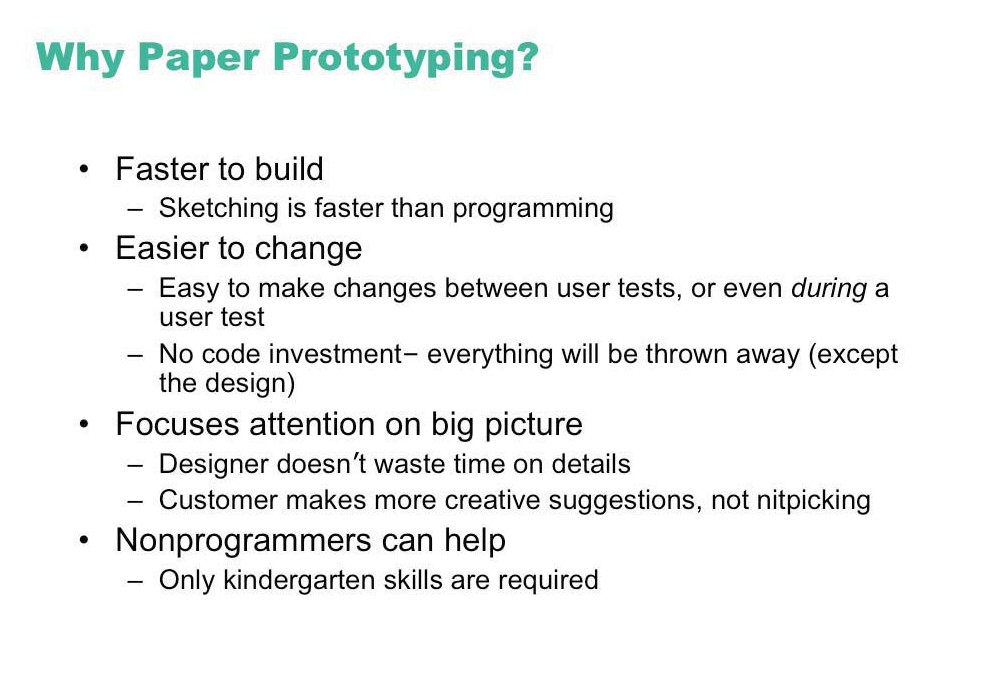 Why Paper Prototyping?
• Faster to build
– Sketching is faster than programming
• Easier to change
– Easy to make changes between user tests, or even during a
user test
– No code investment– everything will be thrown away (except
the design)
• Focuses attention on big picture
– Designer doesn′t waste time on details
– Customer makes more creative suggestions, not nitpicking
• Nonprogrammers can help
– Only kindergarten skills are required